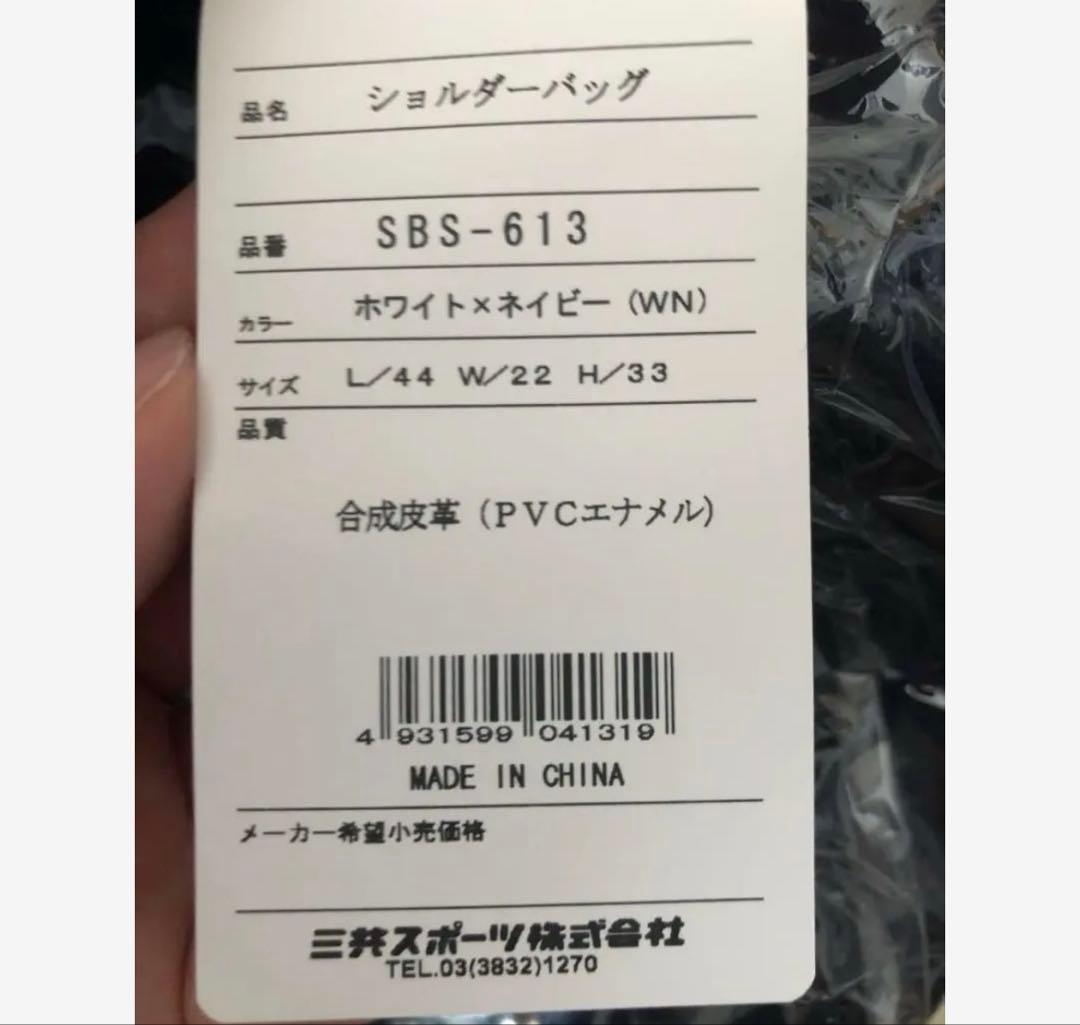 品名 ショルダーバッグ
品番 SBS-613
カラー ホワイト×ネイビー(WN)
サイズ L/44 W/22 H/33
品質
合成皮革(PVCエナメル)
4 931599 041319
MADE IN CHINA
メーカー希望小売価格
三共スポーツ株式会社
TEL.03(3832)1270